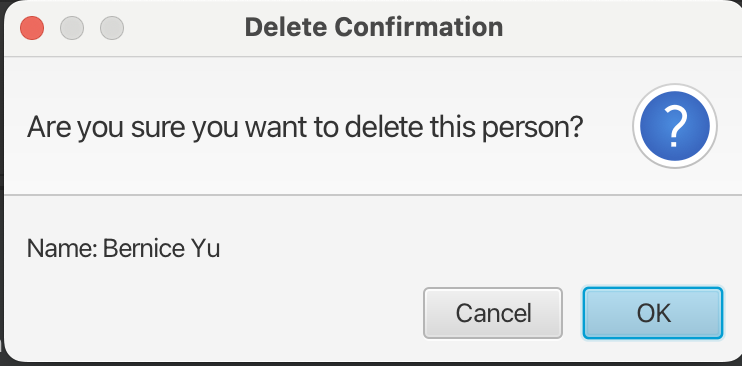 Delete Confirmation
Are you sure you want to delete this person?
?
Name: Bernice Yu
Cancel OK